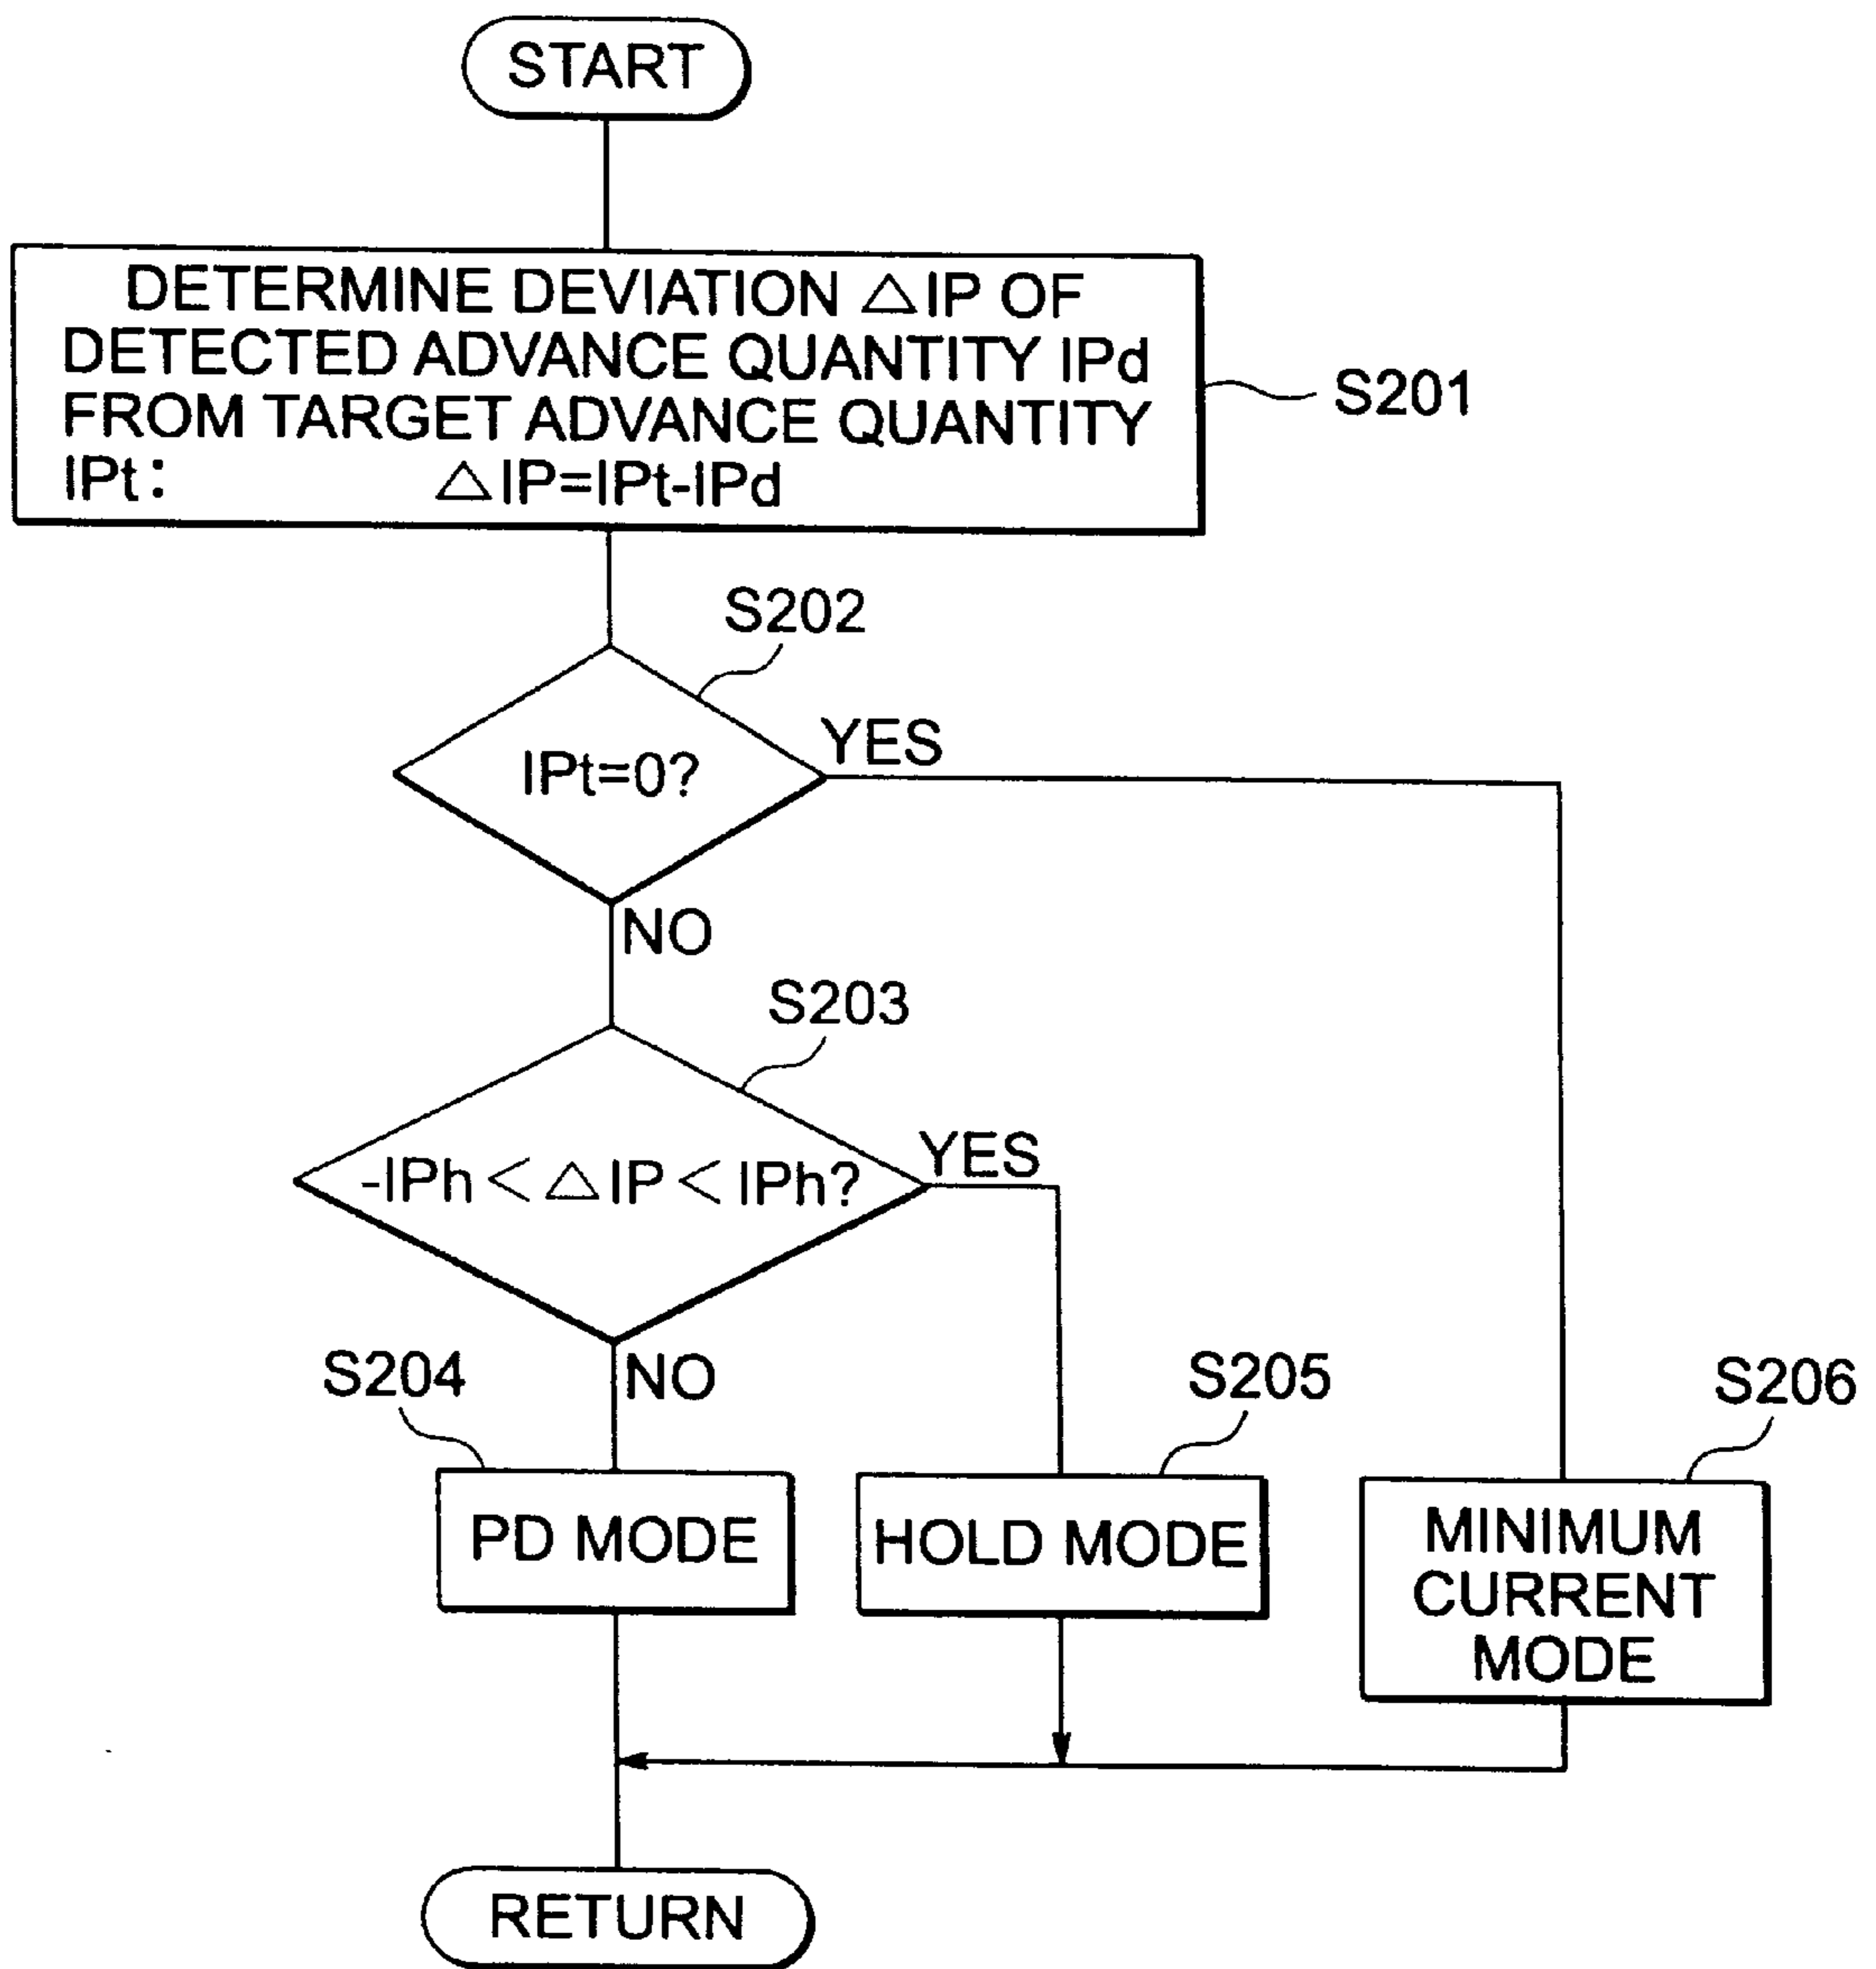 START
DETERMINE DEVIATION △IP OF
DETECTED ADVANCE QUANTITY IPd
FROM TARGET ADVANCE QUANTITY
IPt: △IP=IPt-IPd
S201
S202
IPt=0?
YES
NO
S203
-IPh < △IP < IPh?
YES
NO
S204
PD MODE
S205
HOLD MODE
S206
MINIMUM
CURRENT
MODE
RETURN